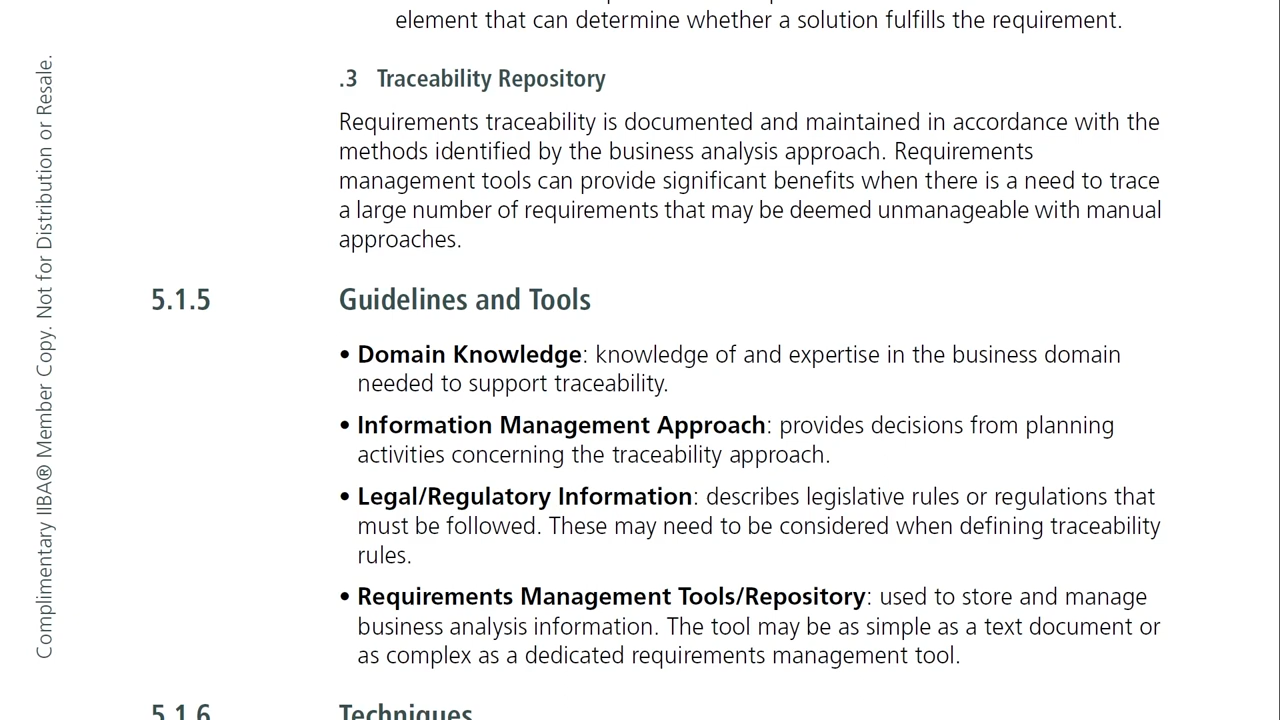 element that can determine whether a solution fulfills the requirement.
.3 Traceability Repository
Requirements traceability is documented and maintained in accordance with the
methods identified by the business analysis approach. Requirements
management tools can provide significant benefits when there is a need to trace
a large number of requirements that may be deemed unmanageable with manual
approaches.
5.1.5 Guidelines and Tools
• Domain Knowledge: knowledge of and expertise in the business domain
needed to support traceability.
• Information Management Approach: provides decisions from planning
activities concerning the traceability approach.
• Legal/Regulatory Information: describes legislative rules or regulations that
must be followed. These may need to be considered when defining traceability
rules.
• Requirements Management Tools/Repository: used to store and manage
business analysis information. The tool may be as simple as a text document or
as complex as a dedicated requirements management tool.
5.1.6 Techniques
Complimentary IIBA® Member Copy. Not for Distribution or Resale.